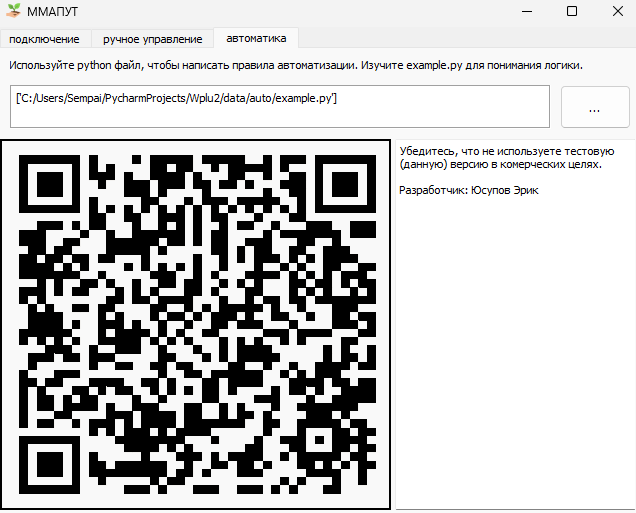 ММАПУТ
подключение ручное управление автоматика
Используйте python файл, чтобы написать правила автоматизации. Изучите example.py для понимания логики.
['C:/Users/Sempai/PycharmProjects/Wplu2/data/auto/example.py']
...
Убедитесь, что не используете тестовую
(данную) версию в комерческих целях.
Разработчик: Юсупов Эрик